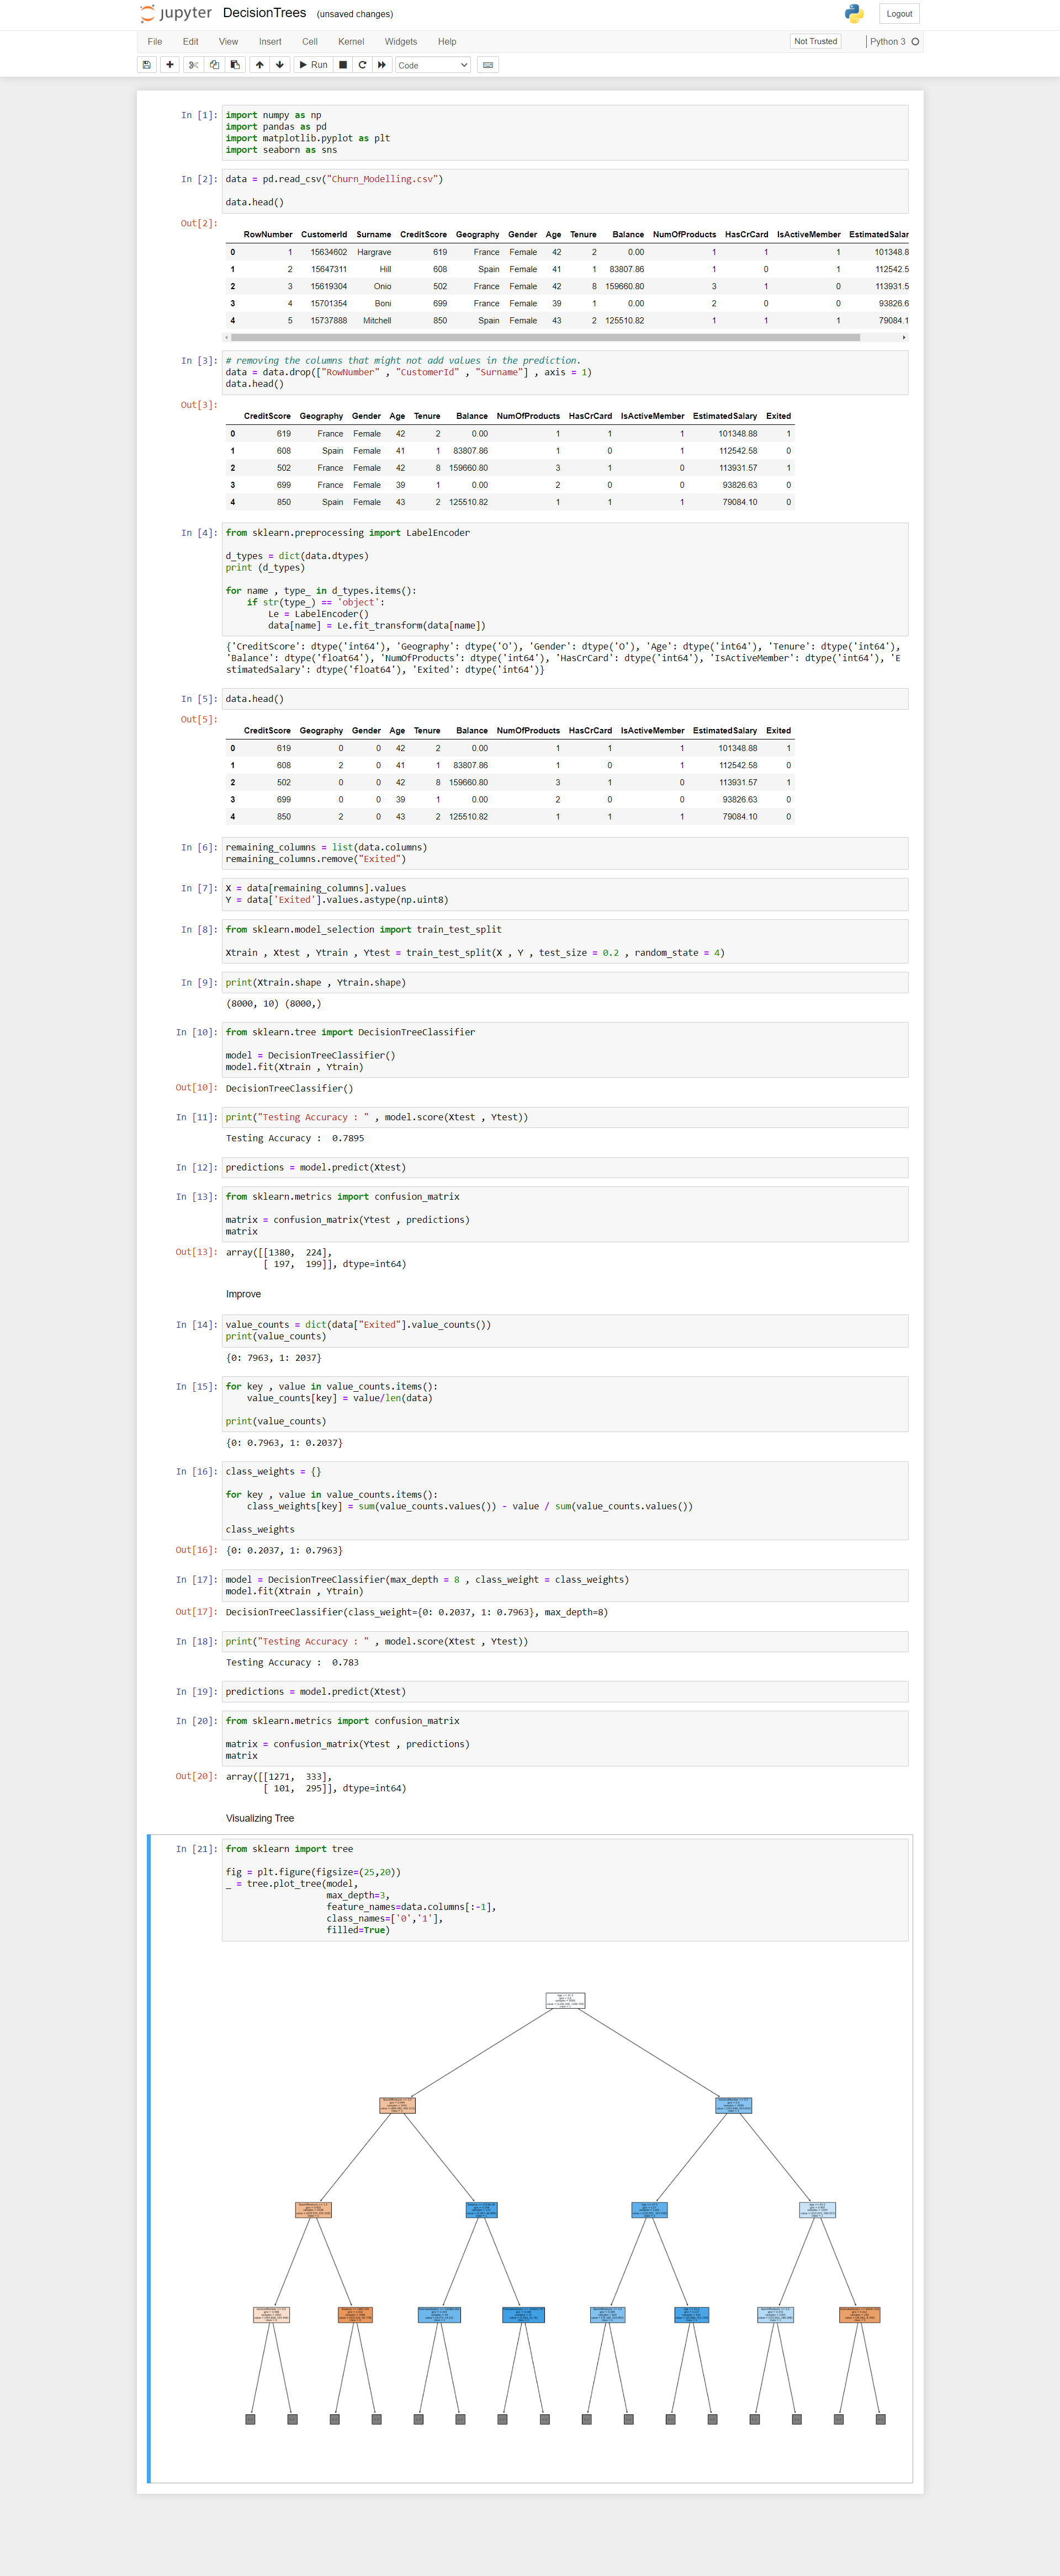 jupyter DecisionTrees (unsaved changes) Logout
File Edit View Insert Cell Kernel Widgets Help Not Trusted Python 3
Run Code
In [1]: import numpy as np
import pandas as pd
import matplotlib.pyplot as plt
import seaborn as sns
In [2]: data = pd.read_csv("Churn_Modelling.csv")
data.head()
Out[2]:
RowNumber CustomerId Surname CreditScore Geography Gender Age Tenure Balance NumOfProducts HasCrCard IsActiveMember EstimatedSalar
0 1 15634602 Hargrave 619 France Female 42 2 0.00 1 1 1 101348.8
1 2 15647311 Hill 608 Spain Female 41 1 83807.86 1 0 1 112542.5
2 3 15619304 Onio 502 France Female 42 8 159660.80 3 1 0 113931.5
3 4 15701354 Boni 699 France Female 39 1 0.00 2 0 0 93826.6
4 5 15737888 Mitchell 850 Spain Female 43 2 125510.82 1 1 1 79084.1
In [3]: # removing the columns that might not add values in the prediction.
data = data.drop(["RowNumber" , "CustomerId" , "Surname"] , axis = 1)
data.head()
Out[3]:
CreditScore Geography Gender Age Tenure Balance NumOfProducts HasCrCard IsActiveMember EstimatedSalary Exited
0 619 France Female 42 2 0.00 1 1 1 101348.88 1
1 608 Spain Female 41 1 83807.86 1 0 1 112542.58 0
2 502 France Female 42 8 159660.80 3 1 0 113931.57 1
3 699 France Female 39 1 0.00 2 0 0 93826.63 0
4 850 Spain Female 43 2 125510.82 1 1 1 79084.10 0
In [4]: from sklearn.preprocessing import LabelEncoder
d_types = dict(data.dtypes)
print (d_types)
for name , type_ in d_types.items():
    if str(type_) == 'object':
        Le = LabelEncoder()
        data[name] = Le.fit_transform(data[name])
{'CreditScore': dtype('int64'), 'Geography': dtype('O'), 'Gender': dtype('O'), 'Age': dtype('int64'), 'Tenure': dtype('int64'),
'Balance': dtype('float64'), 'NumOfProducts': dtype('int64'), 'HasCrCard': dtype('int64'), 'IsActiveMember': dtype('int64'), 'E
stimatedSalary': dtype('float64'), 'Exited': dtype('int64')}
In [5]: data.head()
Out[5]:
CreditScore Geography Gender Age Tenure Balance NumOfProducts HasCrCard IsActiveMember EstimatedSalary Exited
0 619 0 0 42 2 0.00 1 1 1 101348.88 1
1 608 2 0 41 1 83807.86 1 0 1 112542.58 0
2 502 0 0 42 8 159660.80 3 1 0 113931.57 1
3 699 0 0 39 1 0.00 2 0 0 93826.63 0
4 850 2 0 43 2 125510.82 1 1 1 79084.10 0
In [6]: remaining_columns = list(data.columns)
remaining_columns.remove("Exited")
In [7]: X = data[remaining_columns].values
Y = data['Exited'].values.astype(np.uint8)
In [8]: from sklearn.model_selection import train_test_split
Xtrain , Xtest , Ytrain , Ytest = train_test_split(X , Y , test_size = 0.2 , random_state = 4)
In [9]: print(Xtrain.shape , Ytrain.shape)
(8000, 10) (8000,)
In [10]: from sklearn.tree import DecisionTreeClassifier
model = DecisionTreeClassifier()
model.fit(Xtrain , Ytrain)
Out[10]: DecisionTreeClassifier()
In [11]: print("Testing Accuracy : " , model.score(Xtest , Ytest))
Testing Accuracy :  0.7895
In [12]: predictions = model.predict(Xtest)
In [13]: from sklearn.metrics import confusion_matrix
matrix = confusion_matrix(Ytest , predictions)
matrix
Out[13]: array([[1380,  224],
       [ 197,  199]], dtype=int64)
Improve
In [14]: value_counts = dict(data["Exited"].value_counts())
print(value_counts)
{0: 7963, 1: 2037}
In [15]: for key , value in value_counts.items():
    value_counts[key] = value/len(data)
print(value_counts)
{0: 0.7963, 1: 0.2037}
In [16]: class_weights = {}
for key , value in value_counts.items():
    class_weights[key] = sum(value_counts.values()) - value / sum(value_counts.values())
class_weights
Out[16]: {0: 0.2037, 1: 0.7963}
In [17]: model = DecisionTreeClassifier(max_depth = 8 , class_weight = class_weights)
model.fit(Xtrain , Ytrain)
Out[17]: DecisionTreeClassifier(class_weight={0: 0.2037, 1: 0.7963}, max_depth=8)
In [18]: print("Testing Accuracy : " , model.score(Xtest , Ytest))
Testing Accuracy :  0.783
In [19]: predictions = model.predict(Xtest)
In [20]: from sklearn.metrics import confusion_matrix
matrix = confusion_matrix(Ytest , predictions)
matrix
Out[20]: array([[1271,  333],
       [ 101,  295]], dtype=int64)
Visualizing Tree
In [21]: from sklearn import tree
fig = plt.figure(figsize=(25,20))
_ = tree.plot_tree(model,
                   max_depth=3,
                   feature_names=data.columns[:-1],
                   class_names=['0','1'],
                   filled=True)